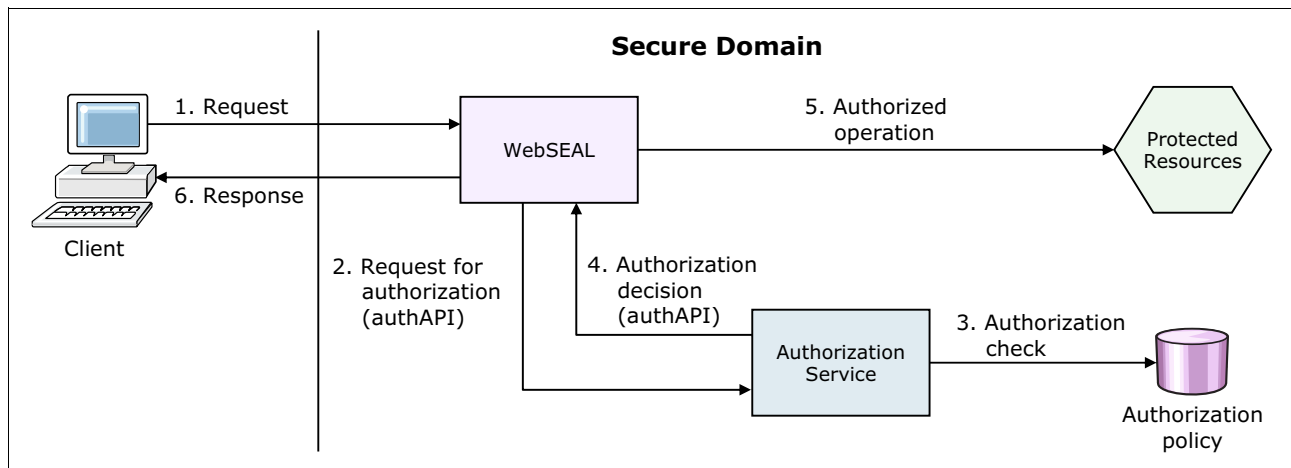 Secure Domain
1. Request
5. Authorized
operation
WebSEAL
Protected
Resources
6. Response
Client
2. Request for
authorization
(authAPI)
4. Authorization
decision
(authAPI)
3. Authorization
check
Authorization
Service
Authorization
policy